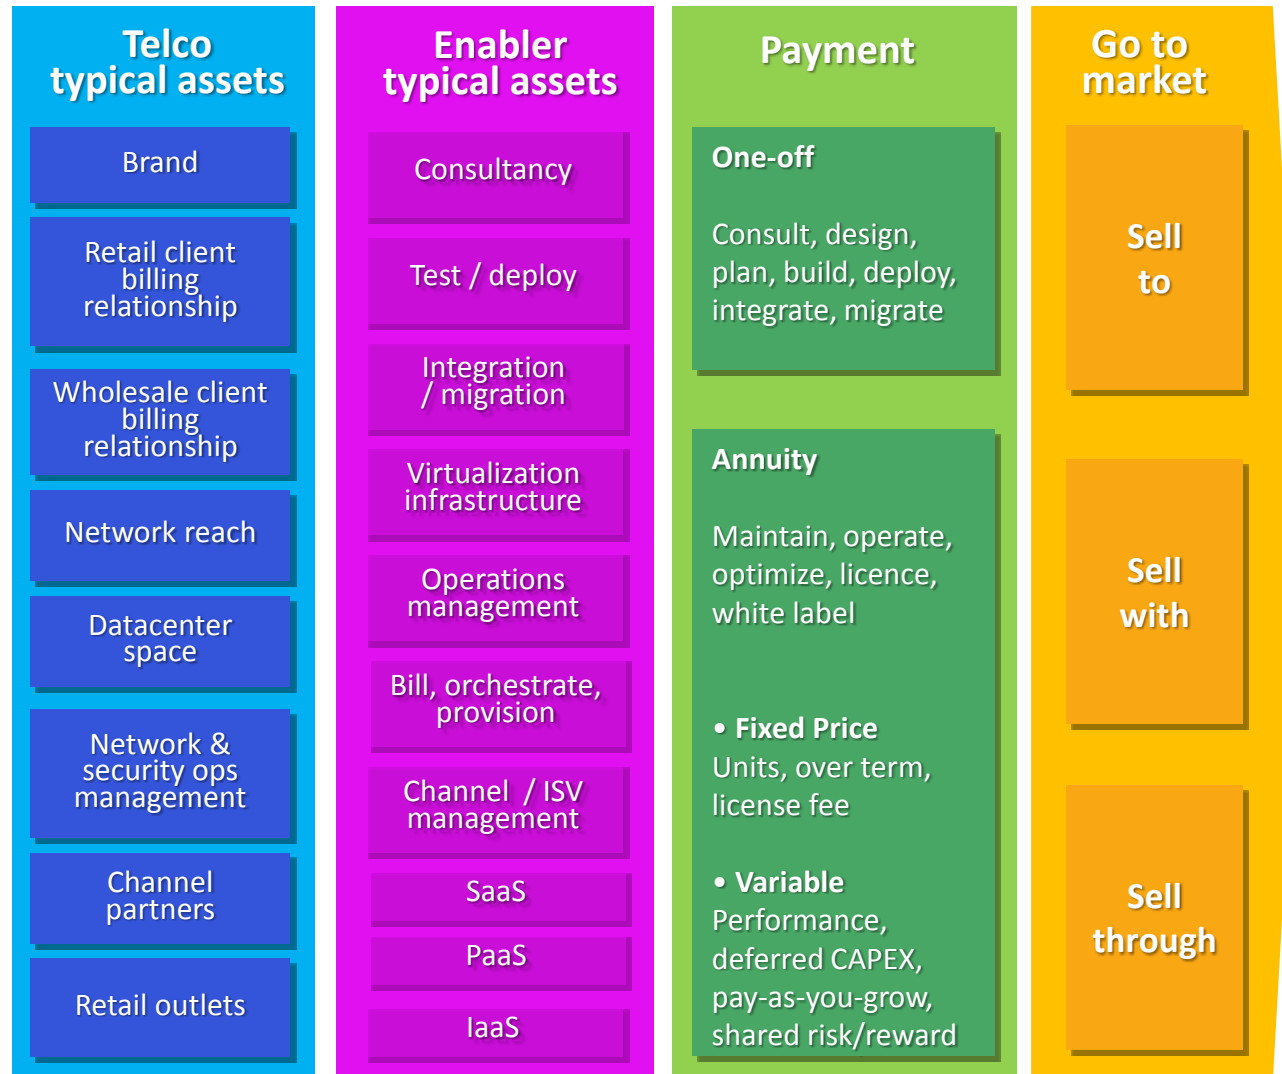 Telco
typical assets
Brand
Retail client
billing
relationship
Wholesale client
billing
relationship
Network reach
Datacenter
space
Network &
security ops
management
Channel
partners
Retail outlets
Enabler
typical assets
Consultancy
Test / deploy
Integration
/ migration
Virtualization
infrastructure
Operations
management
Bill, orchestrate,
provision
Channel / ISV
management
SaaS
PaaS
IaaS
Payment
One-off
Consult, design,
plan, build, deploy,
integrate, migrate
Annuity
Maintain, operate,
optimize, licence,
white label
• Fixed Price
Units, over term,
license fee
• Variable
Performance,
deferred CAPEX,
pay-as-you-grow,
shared risk/reward
Go to
market
Sell
to
Sell
with
Sell
through